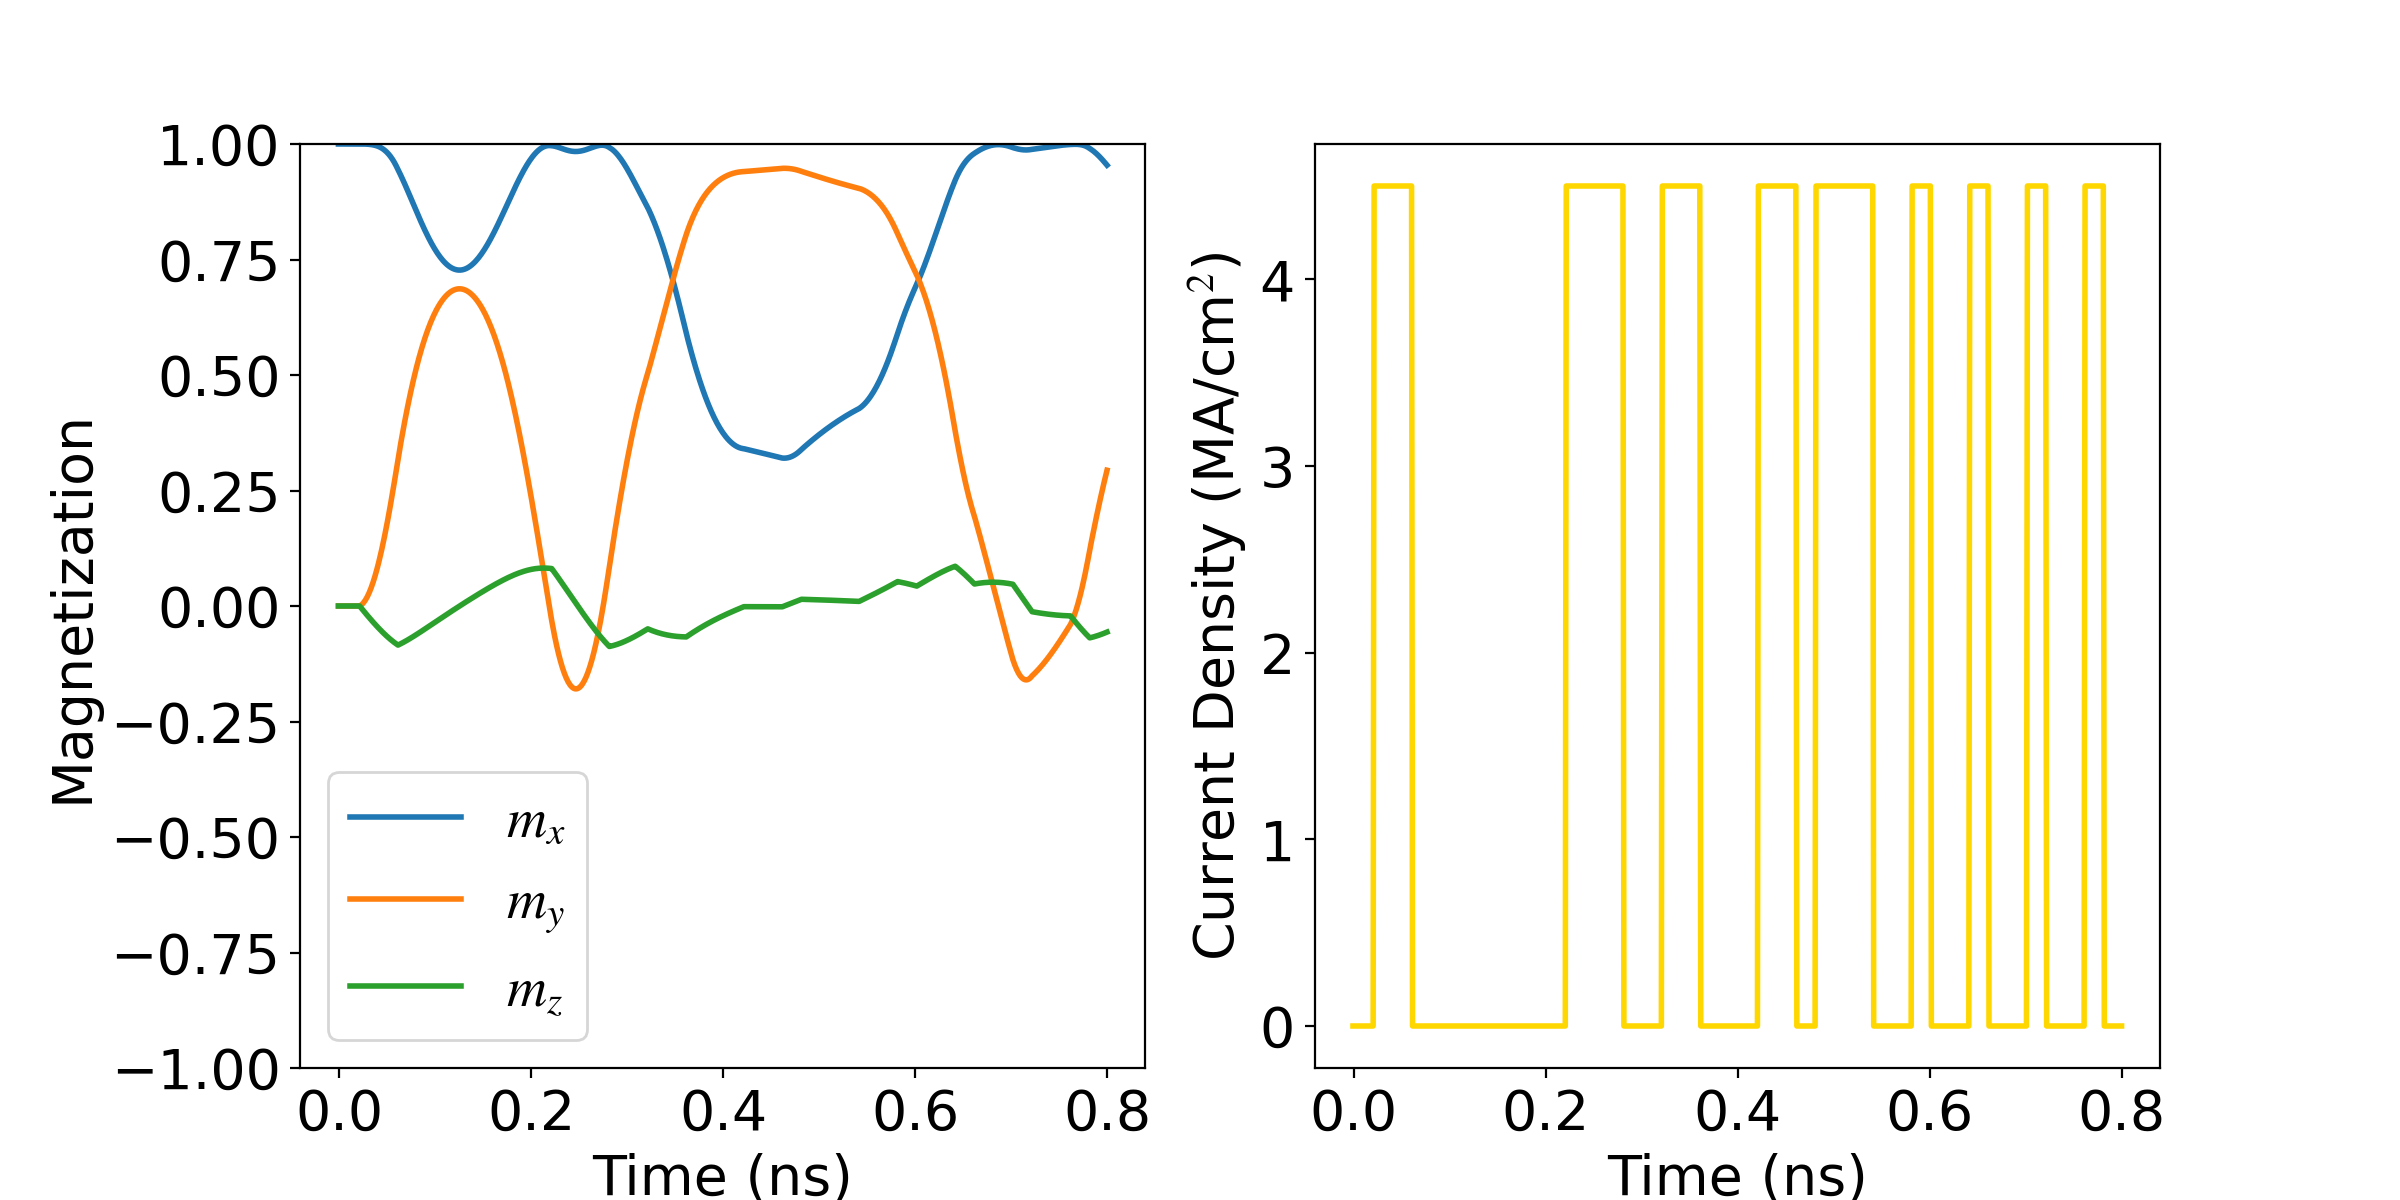 Magnetization
1.00
0.75
0.50
0.25
0.00
−0.25
−0.50
−0.75
−1.00
m_x
m_y
m_z
0.0 0.2 0.4 0.6 0.8
Time (ns)
Current Density (MA/cm²)
4
3
2
1
0
0.0 0.2 0.4 0.6 0.8
Time (ns)